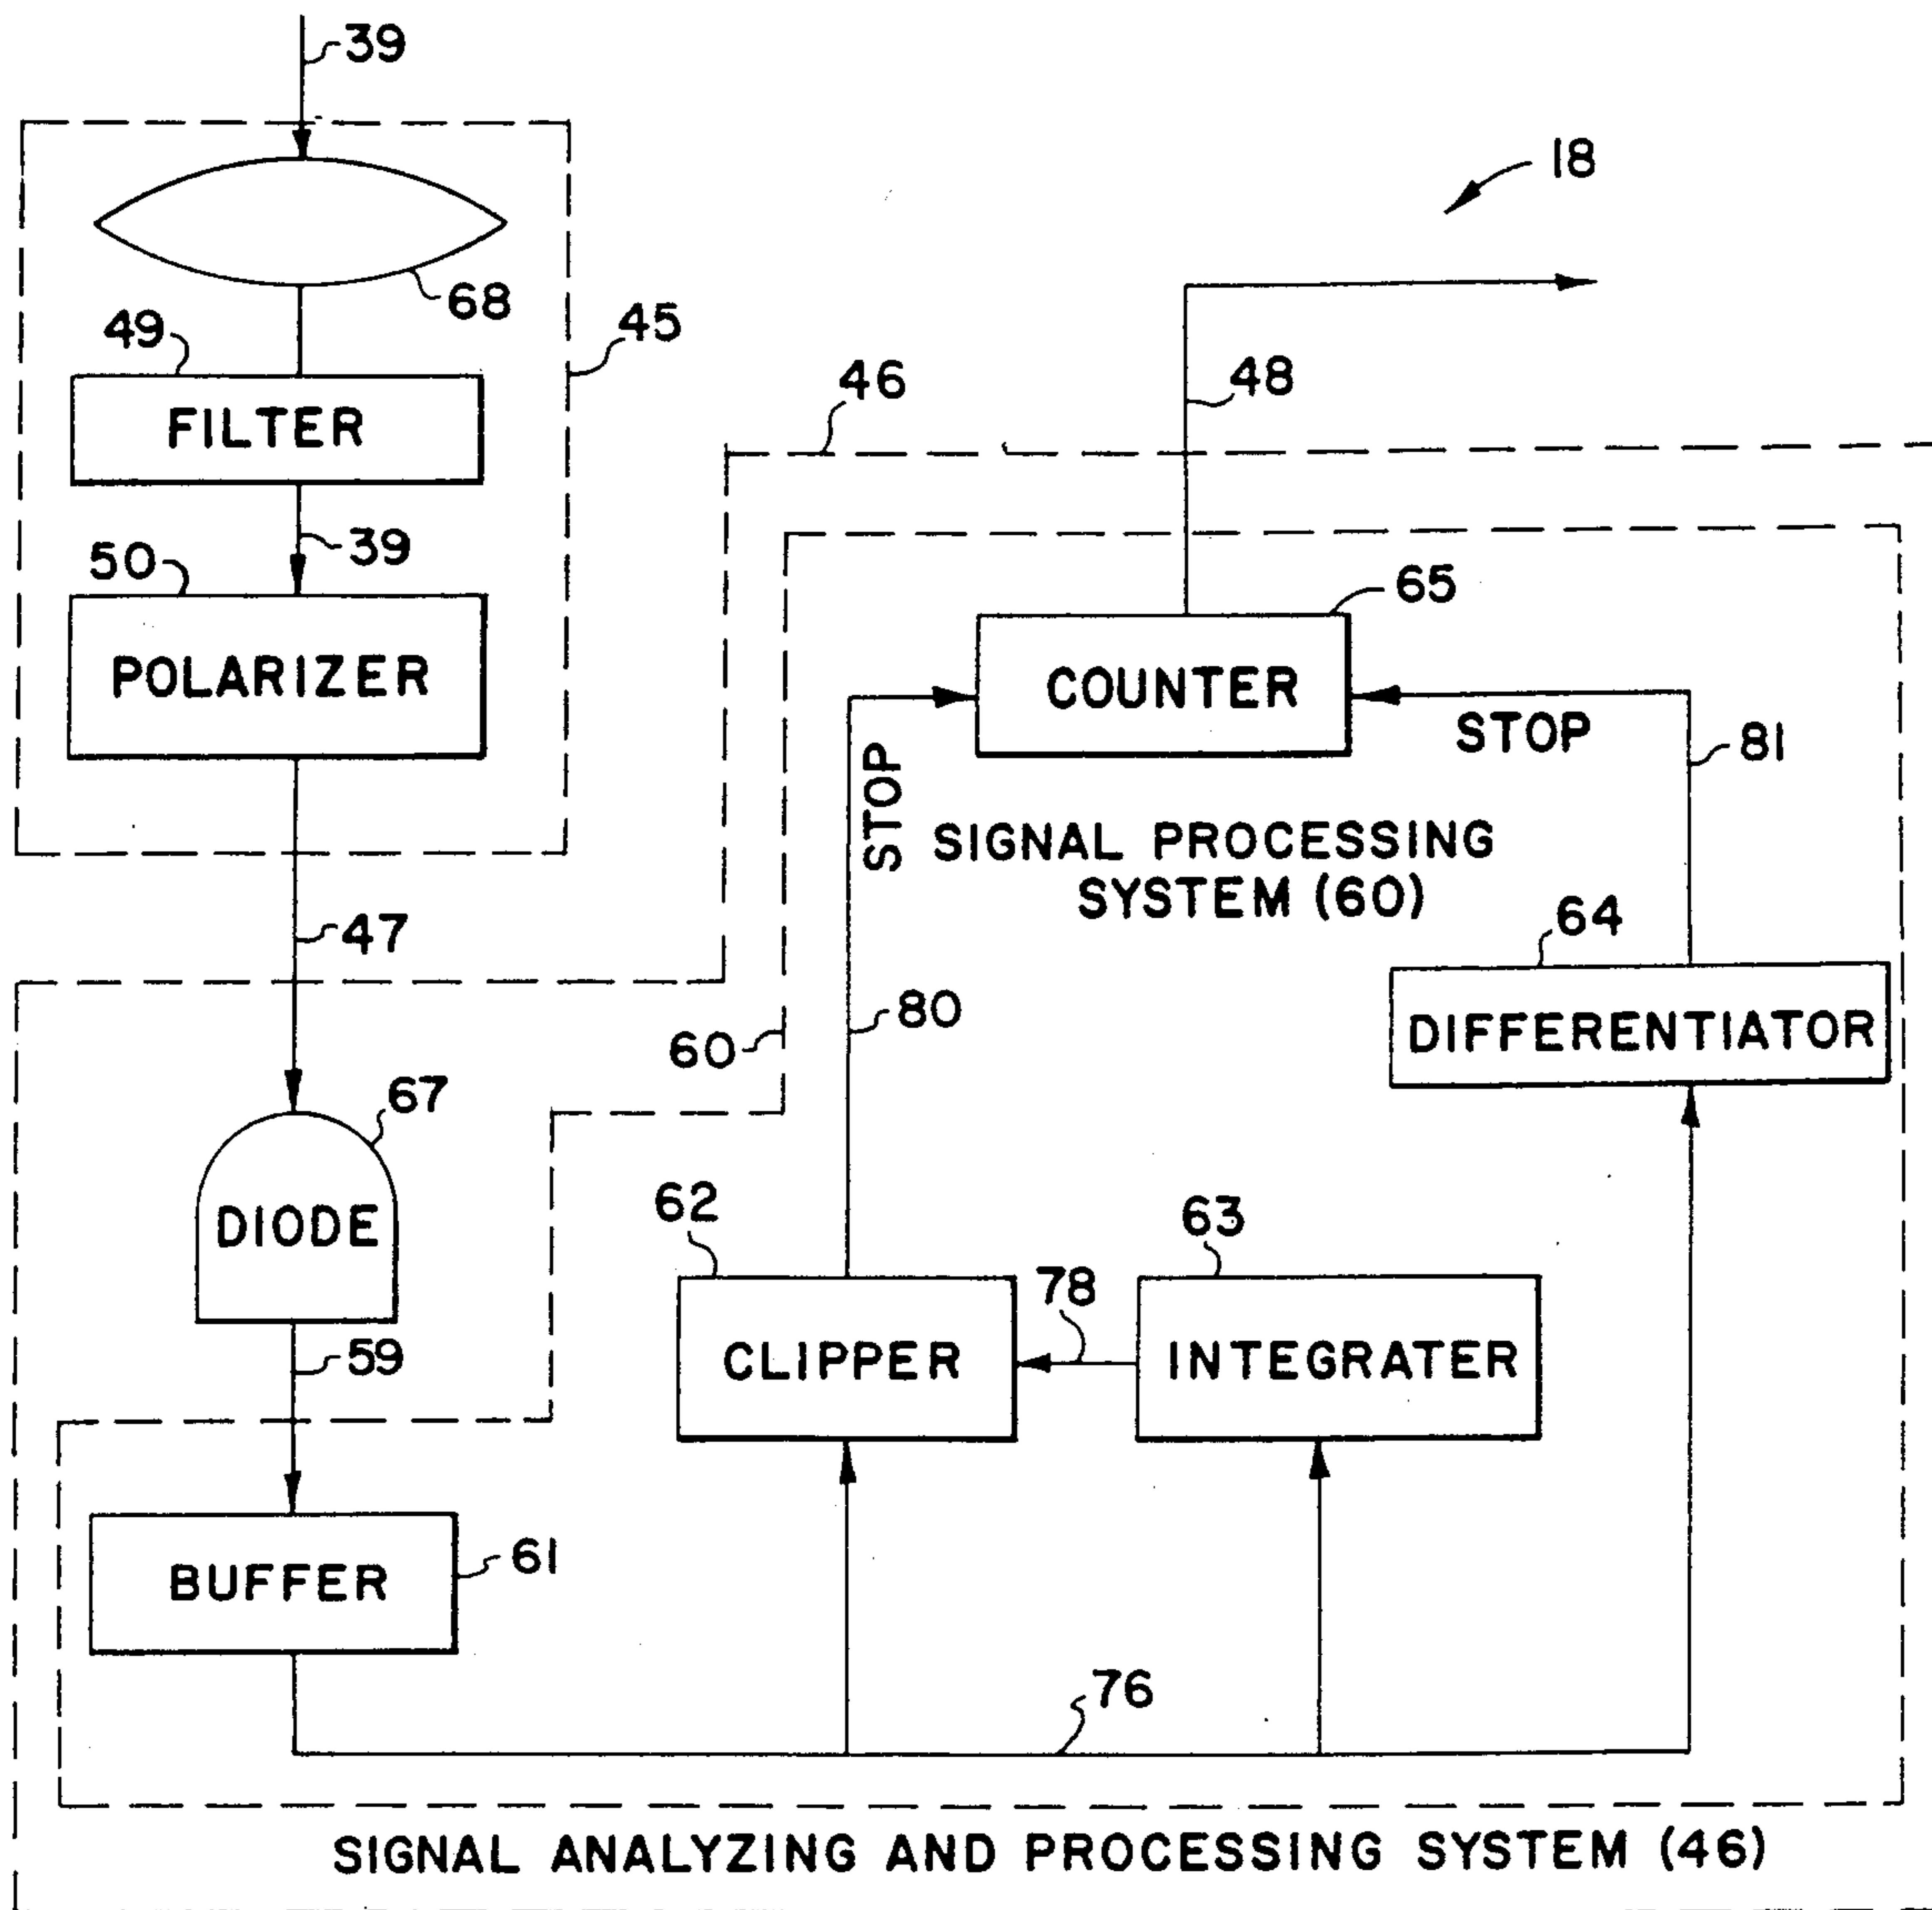 39
18
68
45
49
FILTER
46
48
39
50
POLARIZER
65
COUNTER
STOP
81
STOP
SIGNAL PROCESSING
SYSTEM (60)
47
64
80
60
DIFFERENTIATOR
67
DIODE
62
63
78
59
CLIPPER
INTEGRATER
61
BUFFER
76
SIGNAL ANALYZING AND PROCESSING SYSTEM (46)